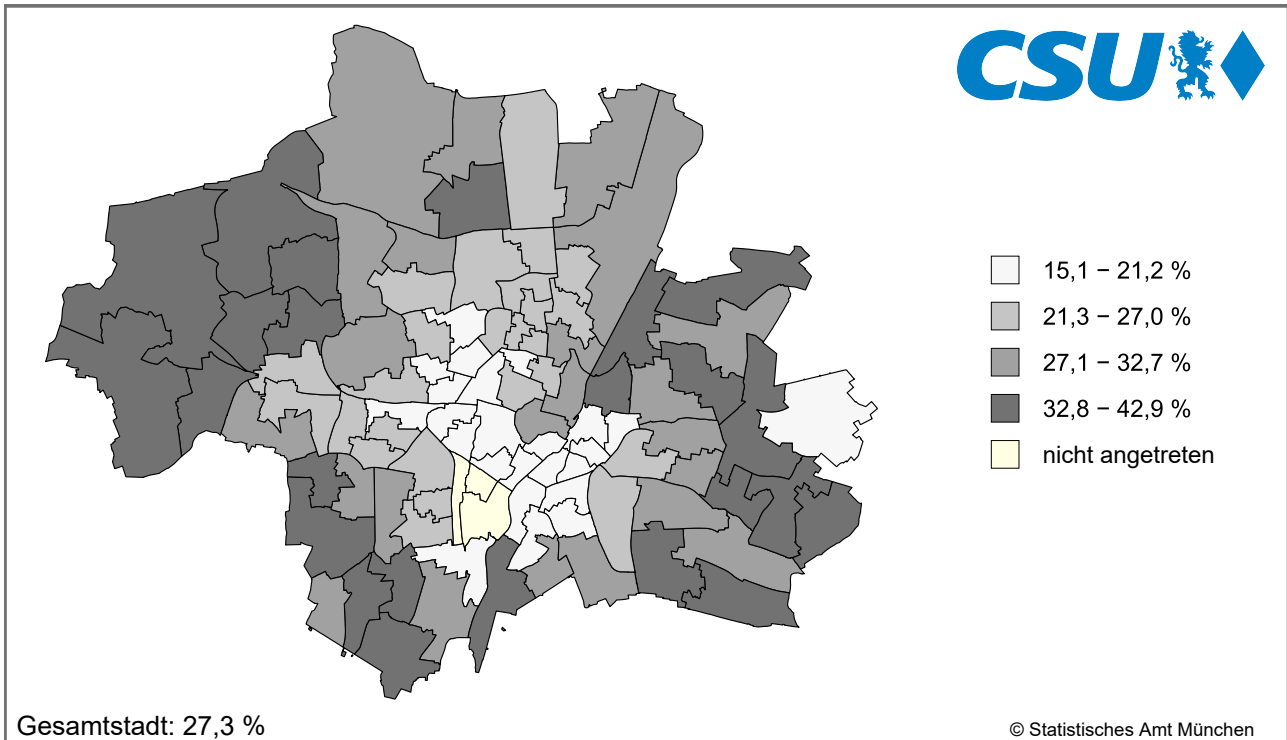 CSU
15,1 – 21,2 %
21,3 – 27,0 %
27,1 – 32,7 %
32,8 – 42,9 %
nicht angetreten
Gesamtstadt: 27,3 %
© Statistisches Amt München